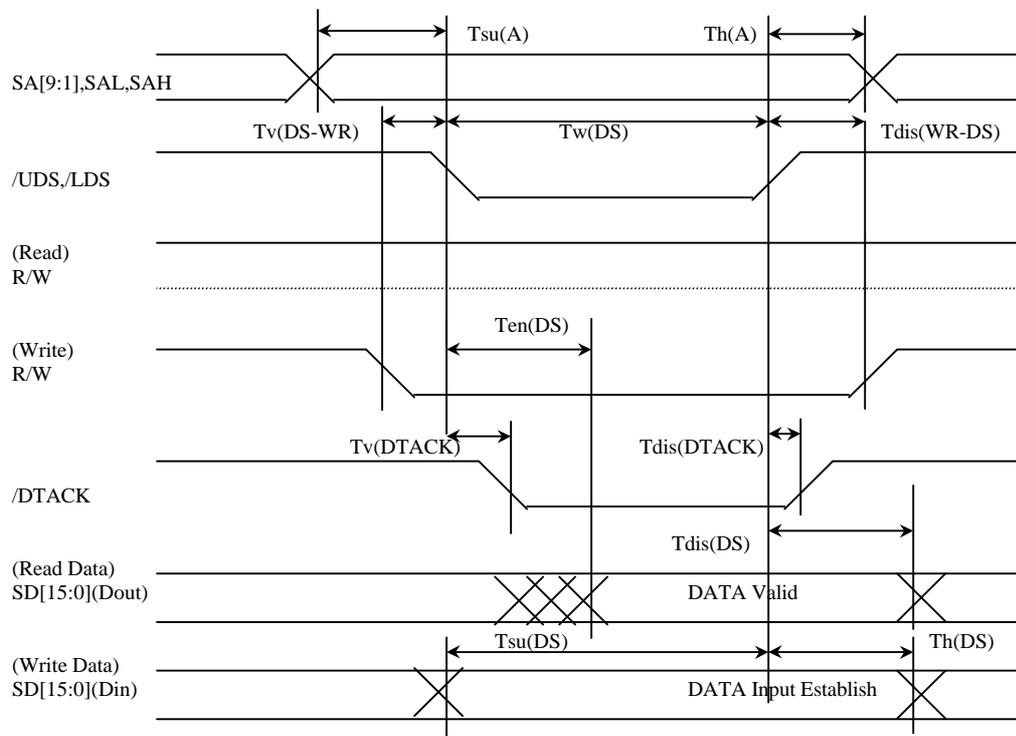 Tsu(A) Th(A)
SA[9:1],SAL,SAH
Tv(DS-WR) Tw(DS) Tdis(WR-DS)
/UDS,/LDS
(Read)
R/W
Ten(DS)
(Write)
R/W
Tv(DTACK) Tdis(DTACK)
/DTACK
Tdis(DS)
(Read Data)
SD[15:0](Dout) DATA Valid
Tsu(DS) Th(DS)
(Write Data)
SD[15:0](Din) DATA Input Establish